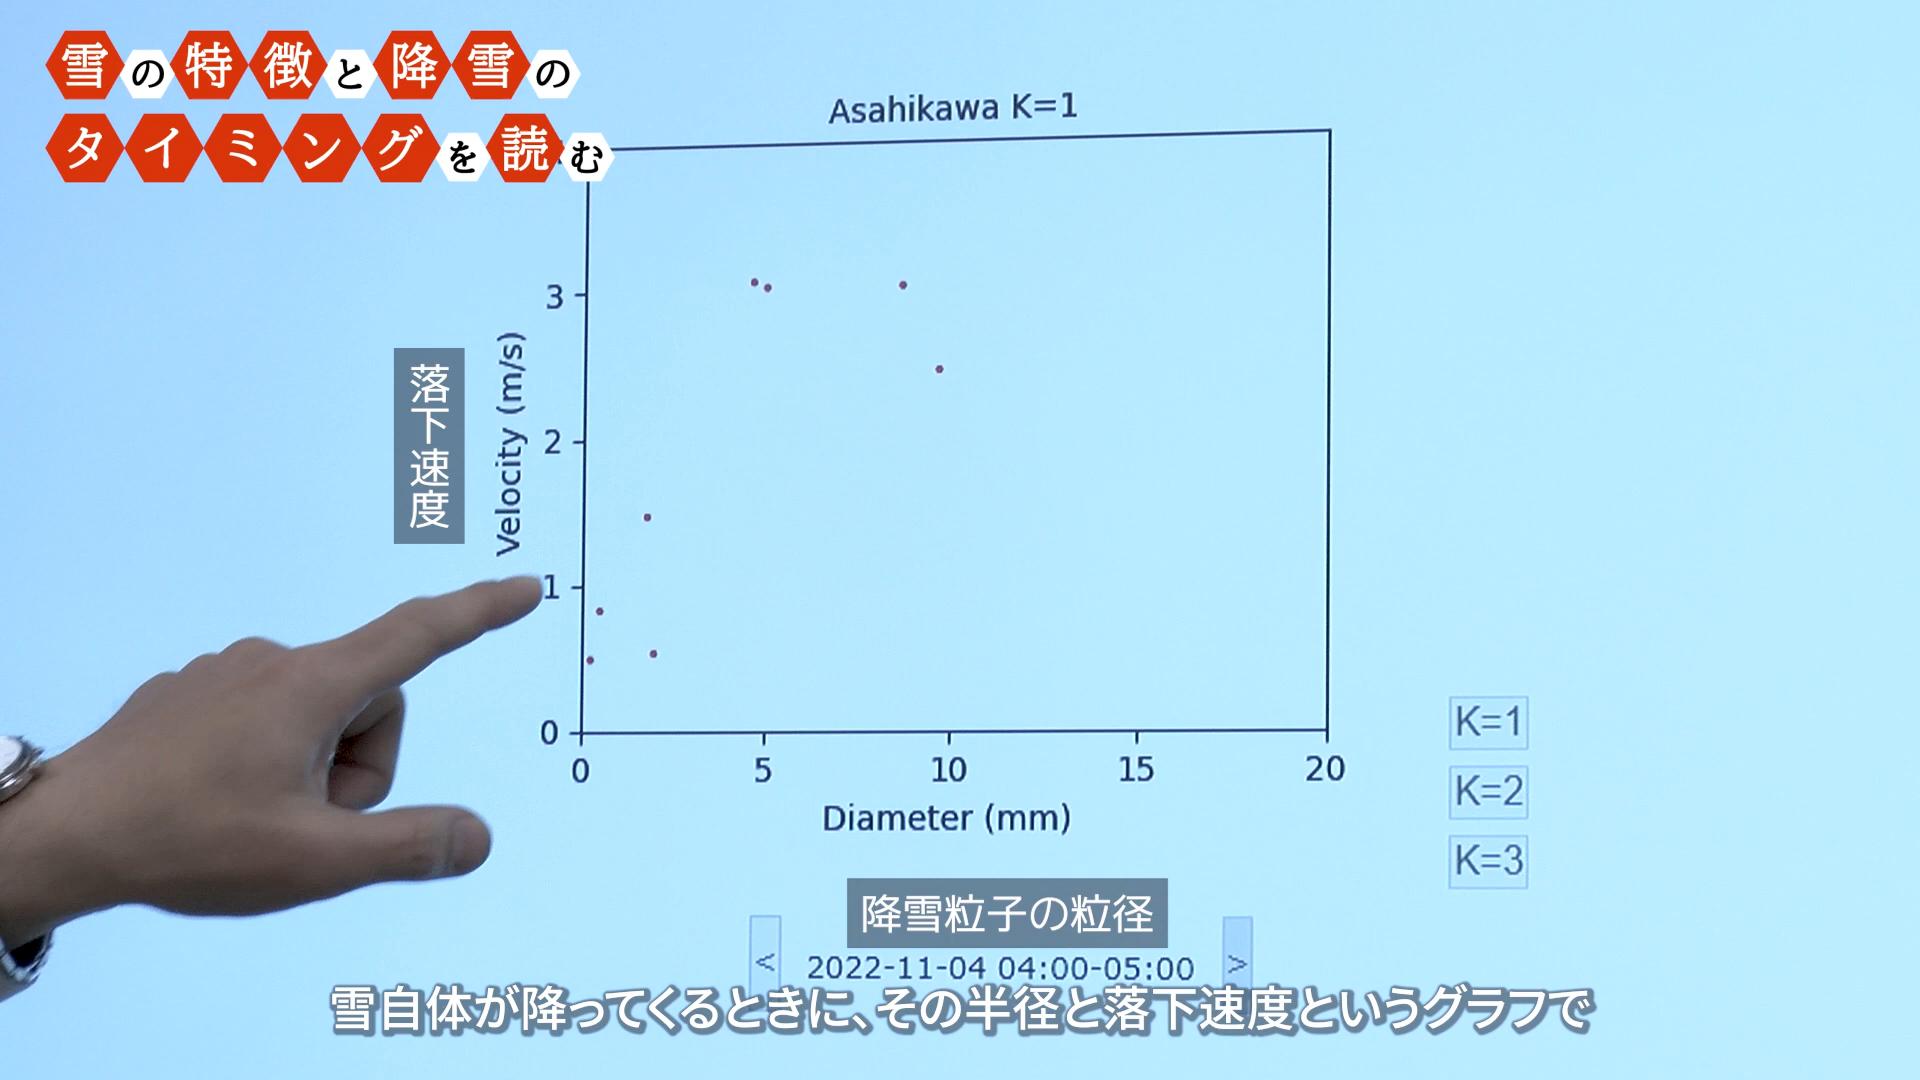 雪の特徴と降雪の
タイミングを読む
Asahikawa K=1
3
2
1
0
落下速度
Velocity (m/s)
0 5 10 15 20
Diameter (mm)
K=1
K=2
K=3
降雪粒子の粒径
< 2022-11-04 04:00-05:00 >
雪自体が降ってくるときに、その半径と落下速度というグラフで